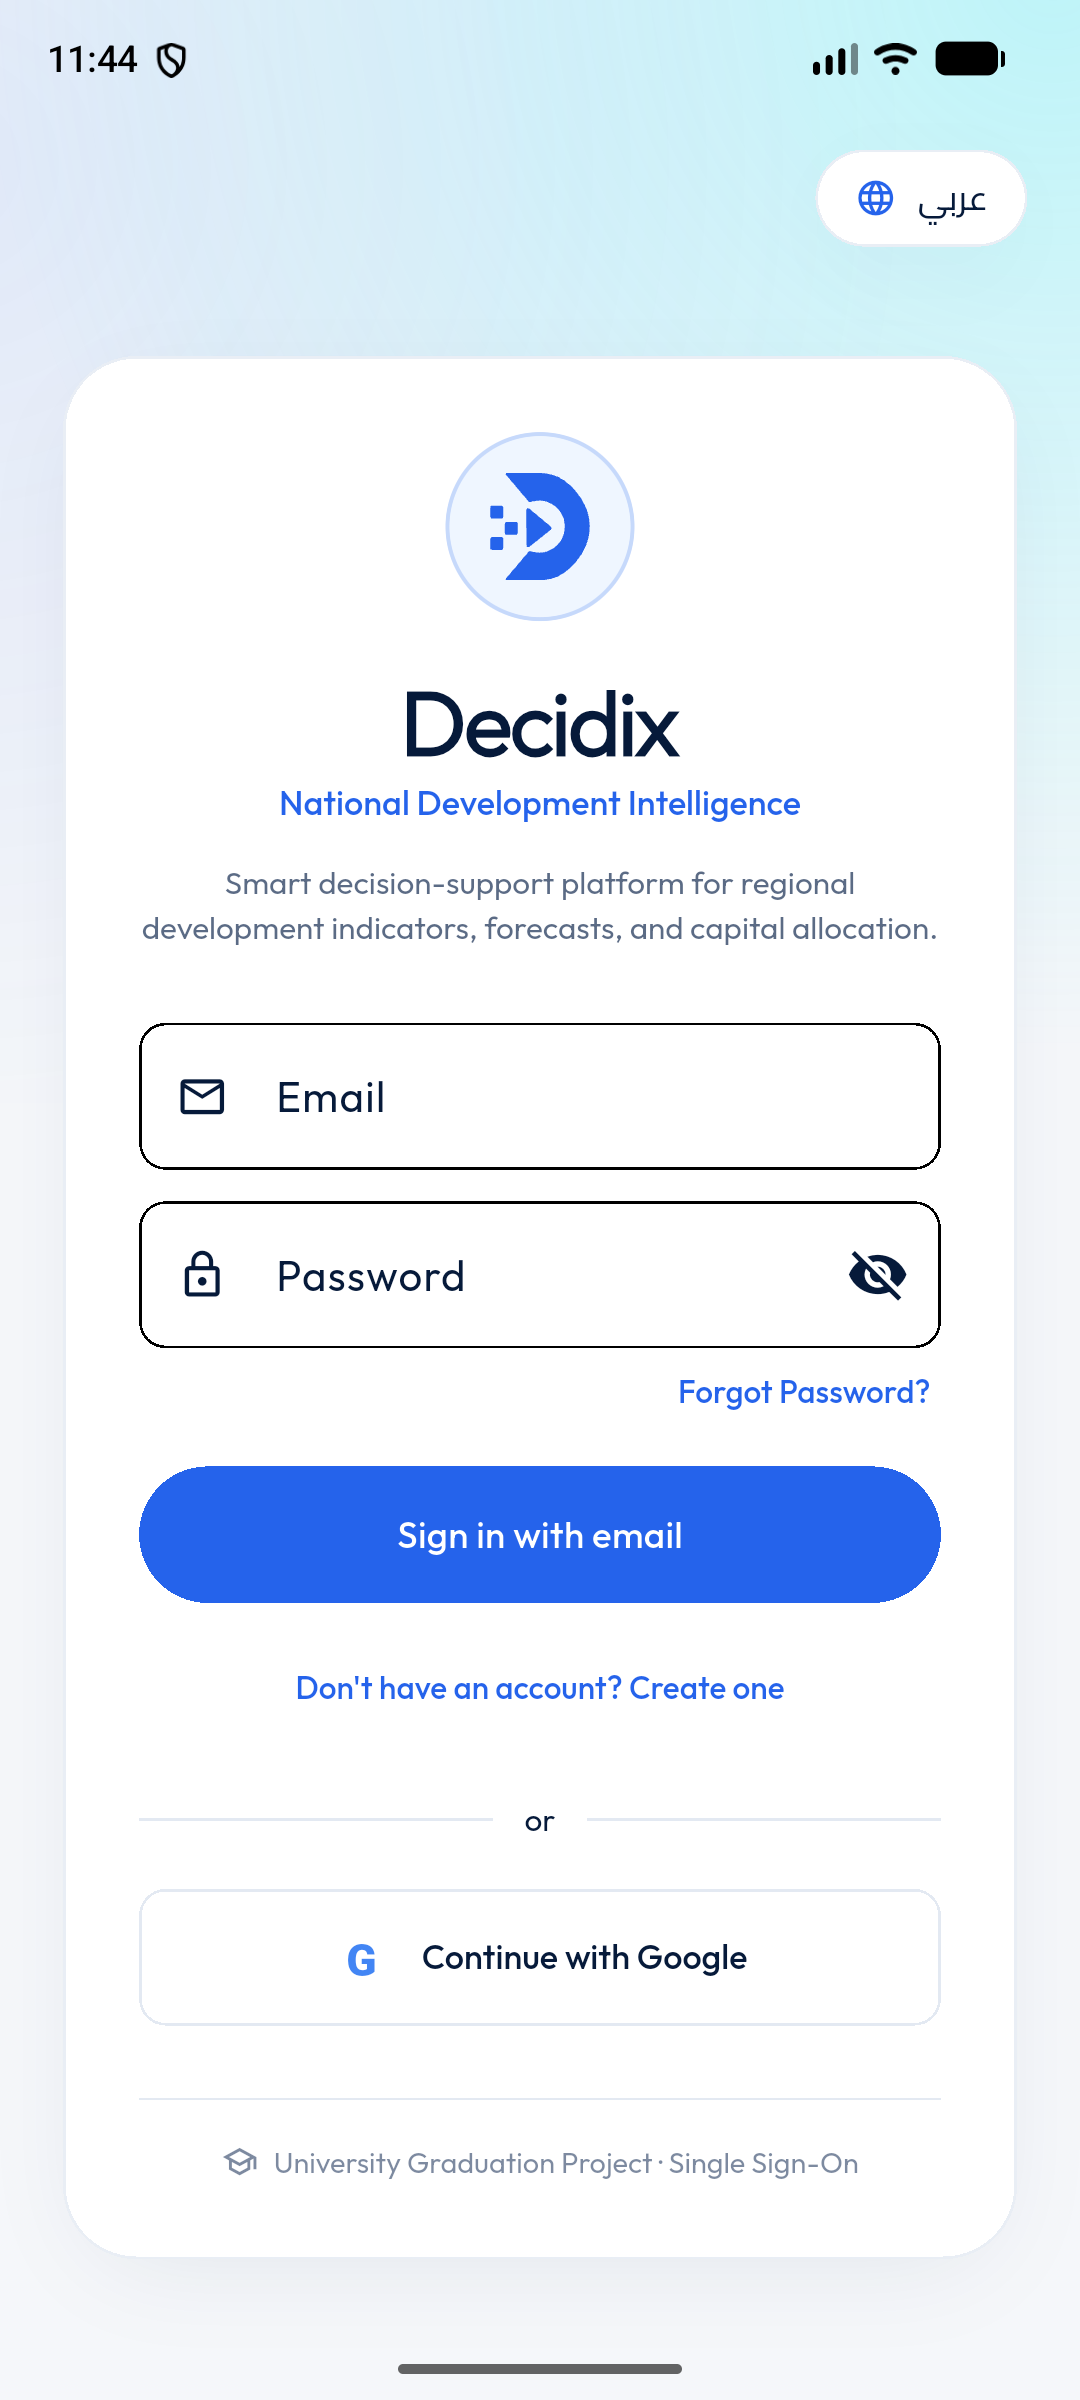 11:44
عربي
Decidix
National Development Intelligence
Smart decision-support platform for regional
development indicators, forecasts, and capital allocation.
Email
Password
Forgot Password?
Sign in with email
Don't have an account? Create one
or
G Continue with Google
University Graduation Project · Single Sign-On